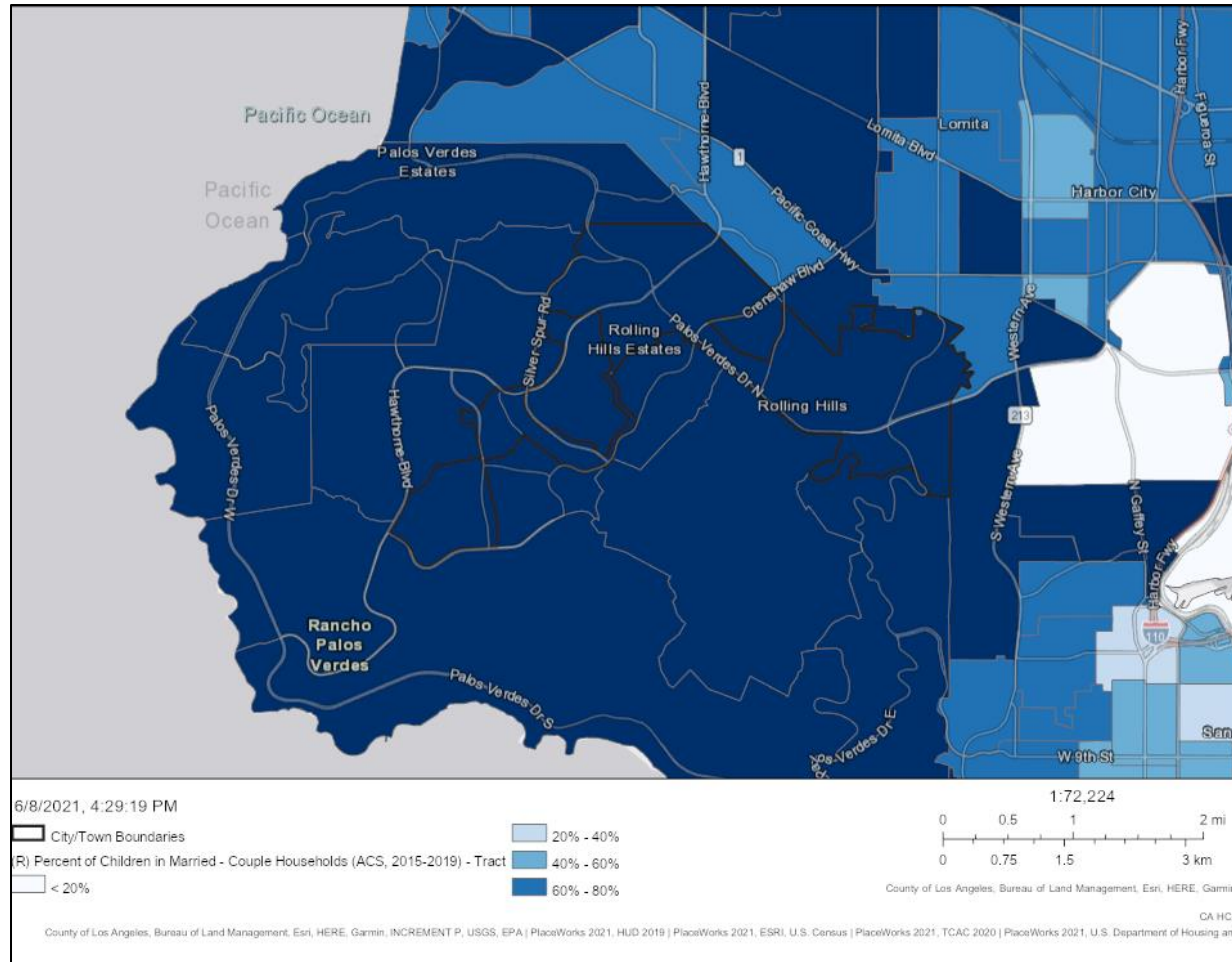 Pacific Ocean
Pacific
Ocean
Palos Verdes
Estates
Hawthorne-Blvd
1
Lomita-Blvd
Lomita
Harbor-Fwy
Figueroa-St
Harbor City
Pacific-Coast-Hwy
Crenshaw Blvd
Silver-Spur-Rd
Rolling
Hills Estates
Palos-Verdes-Dr-N
Rolling Hills
Western-Ave
213
Hawthorne-Blvd
Palos-Verdes-Dr-W
S-Western-Ave
N-Gaffey-St
Harbor-Fwy
110
Rancho
Palos
Verdes
Palos-Verdes-Dr-S
os-Verdes-Dr-E
W 9th St
San
6/8/2021, 4:29:19 PM
City/Town Boundaries
(R) Percent of Children in Married - Couple Households (ACS, 2015-2019) - Tract
< 20%
20% - 40%
40% - 60%
60% - 80%
1:72,224
0 0.5 1 2 mi
0 0.75 1.5 3 km
County of Los Angeles, Bureau of Land Management, Esri, HERE, Garmin
CA HC
County of Los Angeles, Bureau of Land Management, Esri, HERE, Garmin, INCREMENT P, USGS, EPA | PlaceWorks 2021, HUD 2019 | PlaceWorks 2021, ESRI, U.S. Census | PlaceWorks 2021, TCAC 2020 | PlaceWorks 2021, U.S. Department of Housing an